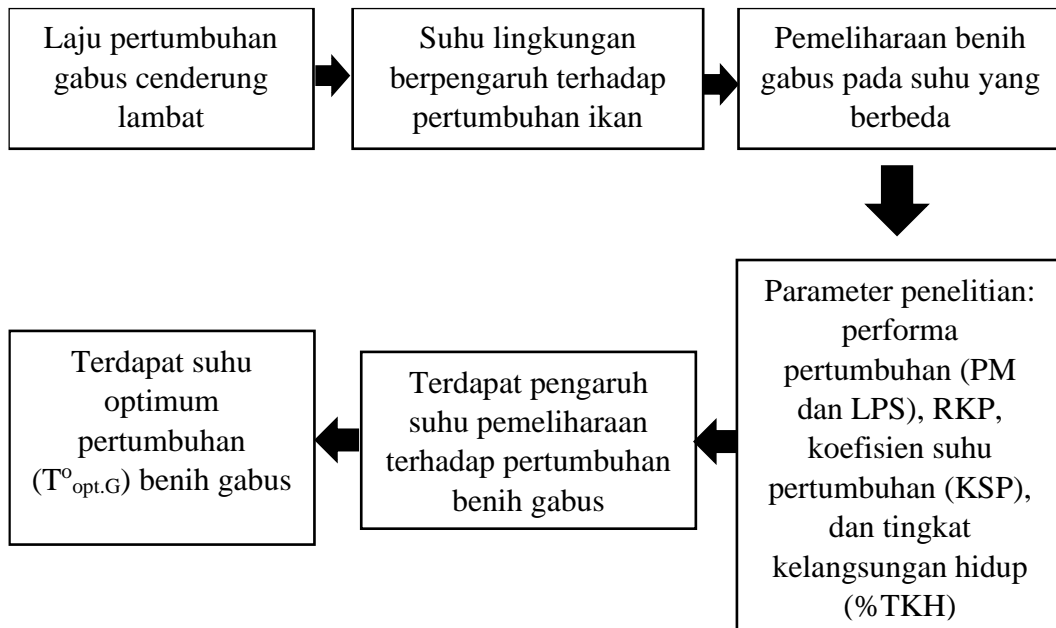 Laju pertumbuhan
gabus cenderung
lambat
Suhu lingkungan
berpengaruh terhadap
pertumbuhan ikan
Pemeliharaan benih
gabus pada suhu yang
berbeda
Parameter penelitian:
performa
pertumbuhan (PM
dan LPS), RKP,
koefisien suhu
pertumbuhan (KSP),
dan tingkat
kelangsungan hidup
(%TKH)
Terdapat pengaruh
suhu pemeliharaan
terhadap pertumbuhan
benih gabus
Terdapat suhu
optimum
pertumbuhan
(T°opt.G) benih gabus